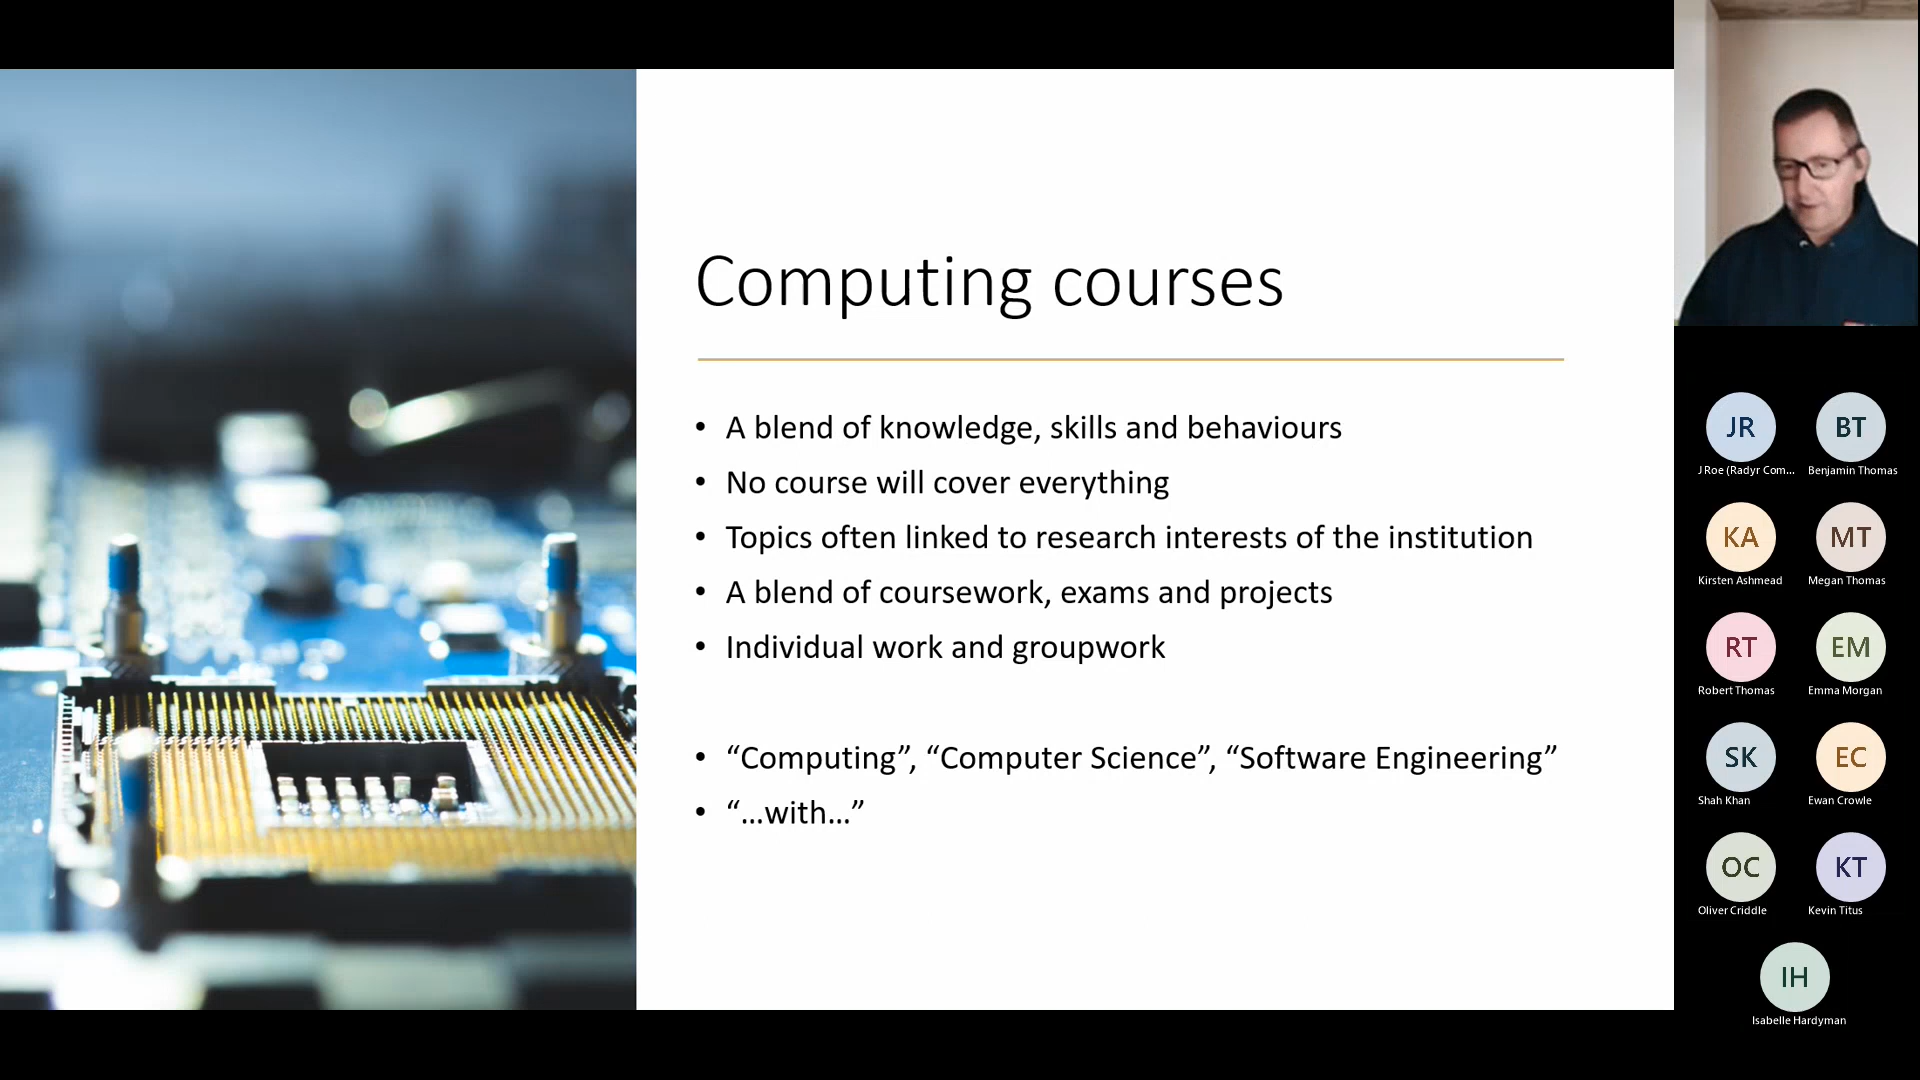 Computing courses
• A blend of knowledge, skills and behaviours
• No course will cover everything
• Topics often linked to research interests of the institution
• A blend of coursework, exams and projects
• Individual work and groupwork
• “Computing”, “Computer Science”, “Software Engineering”
• “...with...”
JR
BT
J Roe (Radyr Com...
Benjamin Thomas
KA
MT
Kirsten Ashmead
Megan Thomas
RT
EM
Robert Thomas
Emma Morgan
SK
EC
Shah Khan
Ewan Crowle
OC
KT
Oliver Criddle
Kevin Titus
IH
Isabelle Hardyman